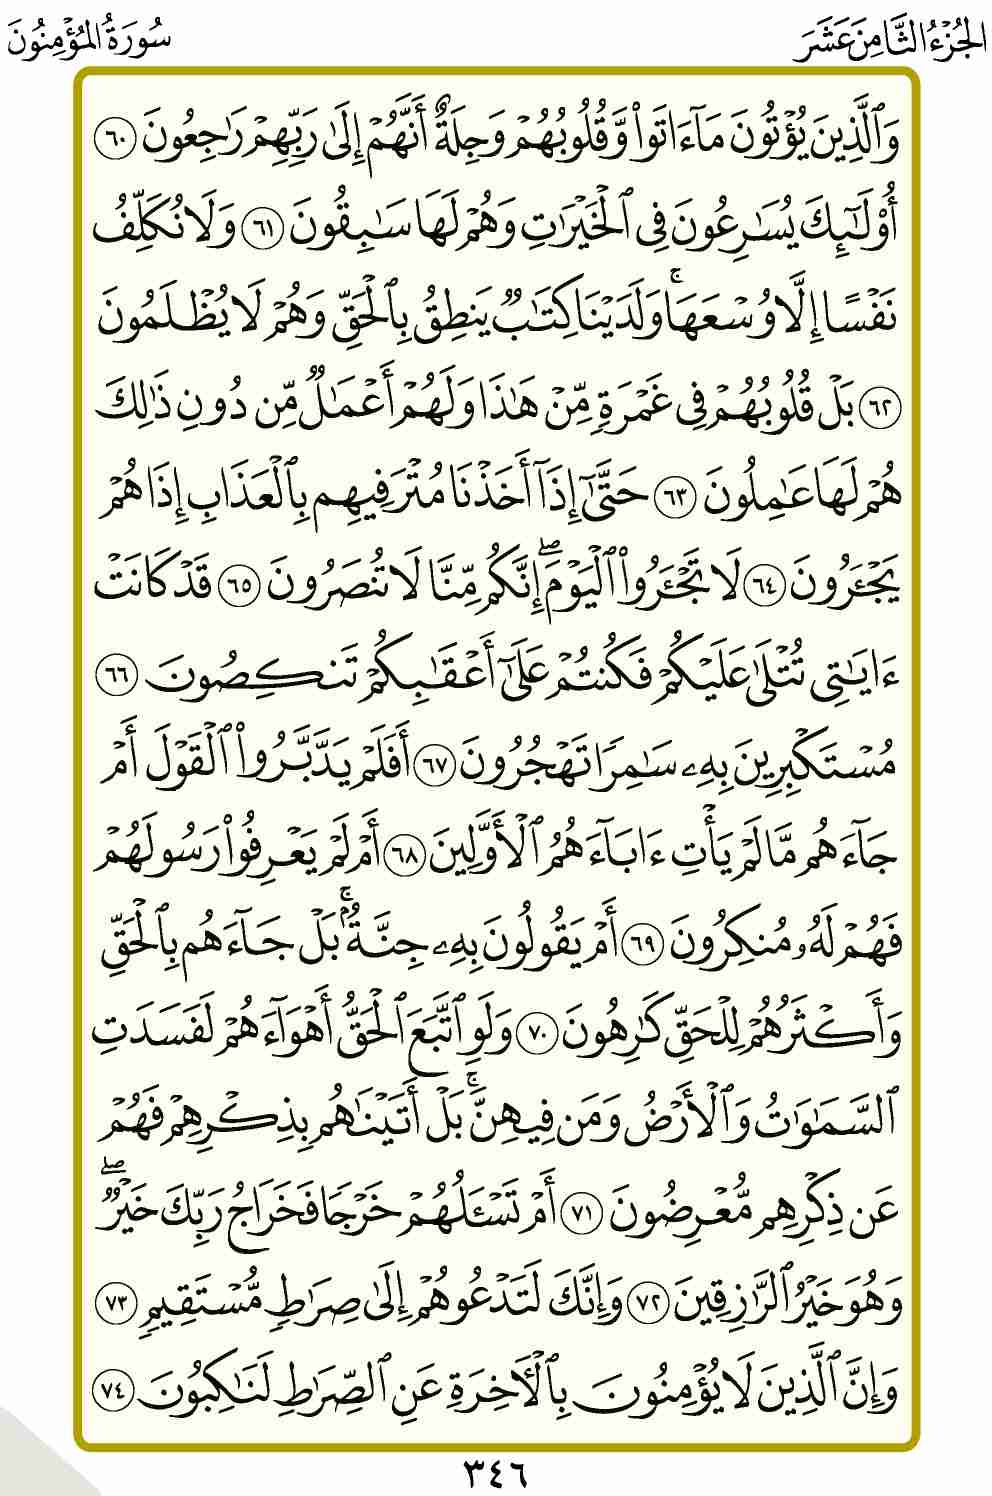 الجُزْءُ الثَّامِنَ عَشَرَ
سُورَةُ المُؤْمِنُونَ
وَٱلَّذِينَ يُؤْتُونَ مَآ ءَاتَوا۟ وَّقُلُوبُهُمْ وَجِلَةٌ أَنَّهُمْ إِلَىٰ رَبِّهِمْ رَٰجِعُونَ ٦٠
أُو۟لَـٰٓئِكَ يُسَـٰرِعُونَ فِى ٱلْخَيْرَٰتِ وَهُمْ لَهَا سَـٰبِقُونَ ٦١ وَلَا نُكَلِّفُ
نَفْسًا إِلَّا وُسْعَهَا ۚ وَلَدَيْنَا كِتَـٰبٌ يَنطِقُ بِٱلْحَقِّ وَهُمْ لَا يُظْلَمُونَ
٦٢ بَلْ قُلُوبُهُمْ فِى غَمْرَةٍ مِّنْ هَـٰذَا وَلَهُمْ أَعْمَـٰلٌ مِّن دُونِ ذَٰلِكَ
هُمْ لَهَا عَـٰمِلُونَ ٦٣ حَتَّىٰٓ إِذَآ أَخَذْنَا مُتْرَفِيهِم بِٱلْعَذَابِ إِذَا هُمْ
يَجْـَٔرُونَ ٦٤ لَا تَجْـَٔرُوا۟ ٱلْيَوْمَ ۖ إِنَّكُم مِّنَّا لَا تُنصَرُونَ ٦٥ قَدْ كَانَتْ
ءَايَـٰتِى تُتْلَىٰ عَلَيْكُمْ فَكُنتُمْ عَلَىٰٓ أَعْقَـٰبِكُمْ تَنكِصُونَ ٦٦
مُسْتَكْبِرِينَ بِهِۦ سَـٰمِرًا تَهْجُرُونَ ٦٧ أَفَلَمْ يَدَّبَّرُوا۟ ٱلْقَوْلَ أَمْ
جَآءَهُم مَّا لَمْ يَأْتِ ءَابَآءَهُمُ ٱلْأَوَّلِينَ ٦٨ أَمْ لَمْ يَعْرِفُوا۟ رَسُولَهُمْ
فَهُمْ لَهُۥ مُنكِرُونَ ٦٩ أَمْ يَقُولُونَ بِهِۦ جِنَّةٌۢ ۚ بَلْ جَآءَهُم بِٱلْحَقِّ
وَأَكْثَرُهُمْ لِلْحَقِّ كَـٰرِهُونَ ٧٠ وَلَوِ ٱتَّبَعَ ٱلْحَقُّ أَهْوَآءَهُمْ لَفَسَدَتِ
ٱلسَّمَـٰوَٰتُ وَٱلْأَرْضُ وَمَن فِيهِنَّ ۚ بَلْ أَتَيْنَـٰهُم بِذِكْرِهِمْ فَهُمْ
عَن ذِكْرِهِم مُّعْرِضُونَ ٧١ أَمْ تَسْـَٔلُهُمْ خَرْجًا فَخَرَاجُ رَبِّكَ خَيْرٌ ۖ
وَهُوَ خَيْرُ ٱلرَّٰزِقِينَ ٧٢ وَإِنَّكَ لَتَدْعُوهُمْ إِلَىٰ صِرَٰطٍ مُّسْتَقِيمٍ ٧٣
وَإِنَّ ٱلَّذِينَ لَا يُؤْمِنُونَ بِٱلْـَٔاخِرَةِ عَنِ ٱلصِّرَٰطِ لَنَـٰكِبُونَ ٧٤
٣٤٦